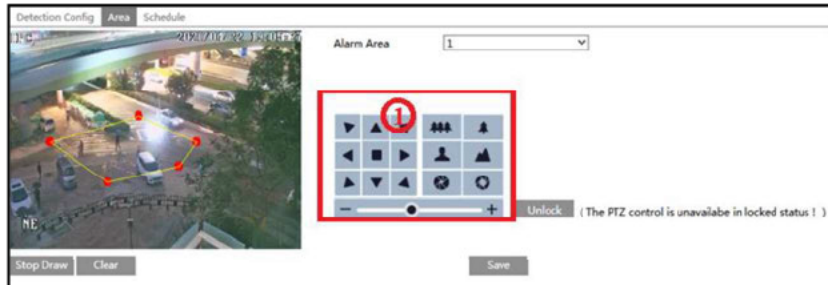 Detection Config Area Schedule
Alarm Area 1
①
Unlock ( The PTZ control is unavailabe in locked status ! )
NE
Stop Draw Clear Save